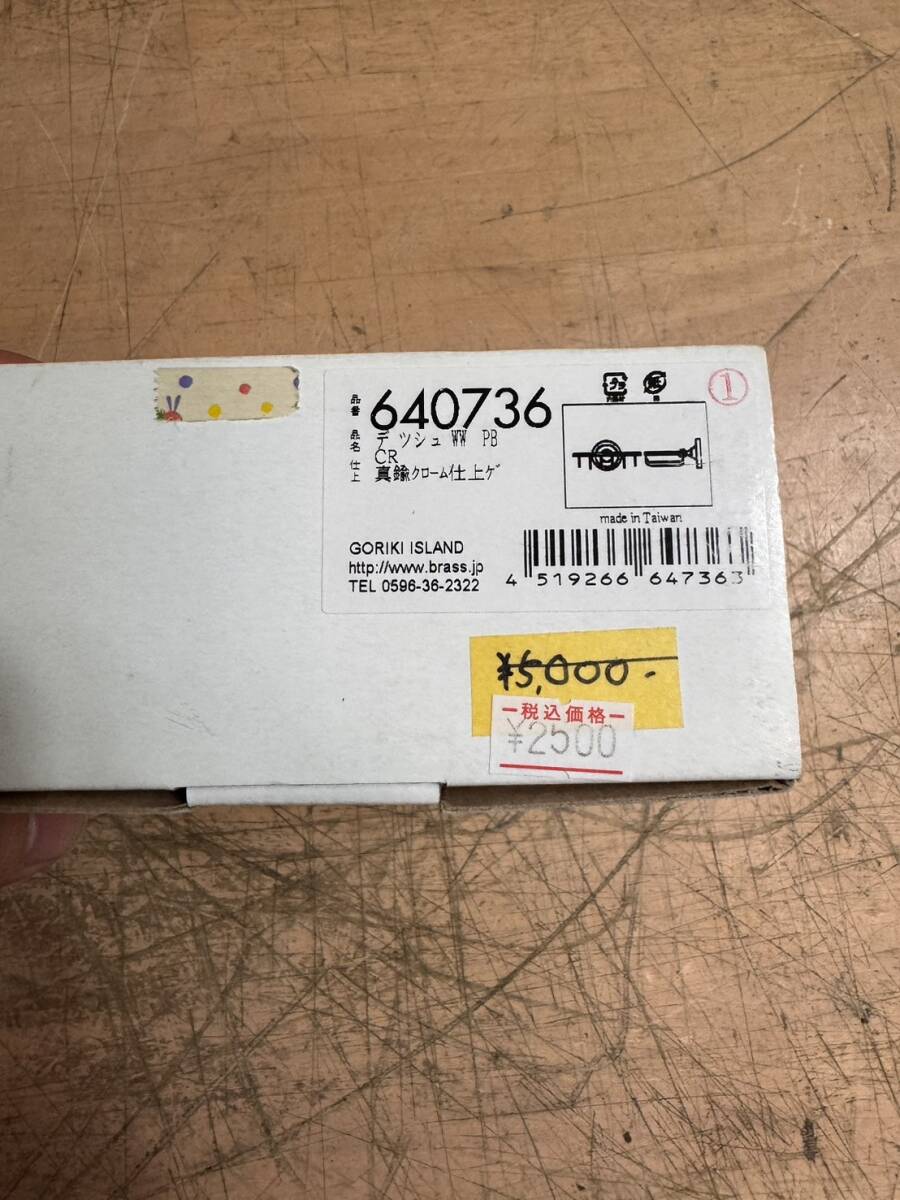 ①
品番 640736
品名 デッシュ WW PB
CR
仕上 真鍮クローム仕上ゲ
made in Taiwan
GORIKI ISLAND
http://www.brass.jp
TEL 0596-36-2322
4 519266 647363
¥5,000-
税込価格
¥2500